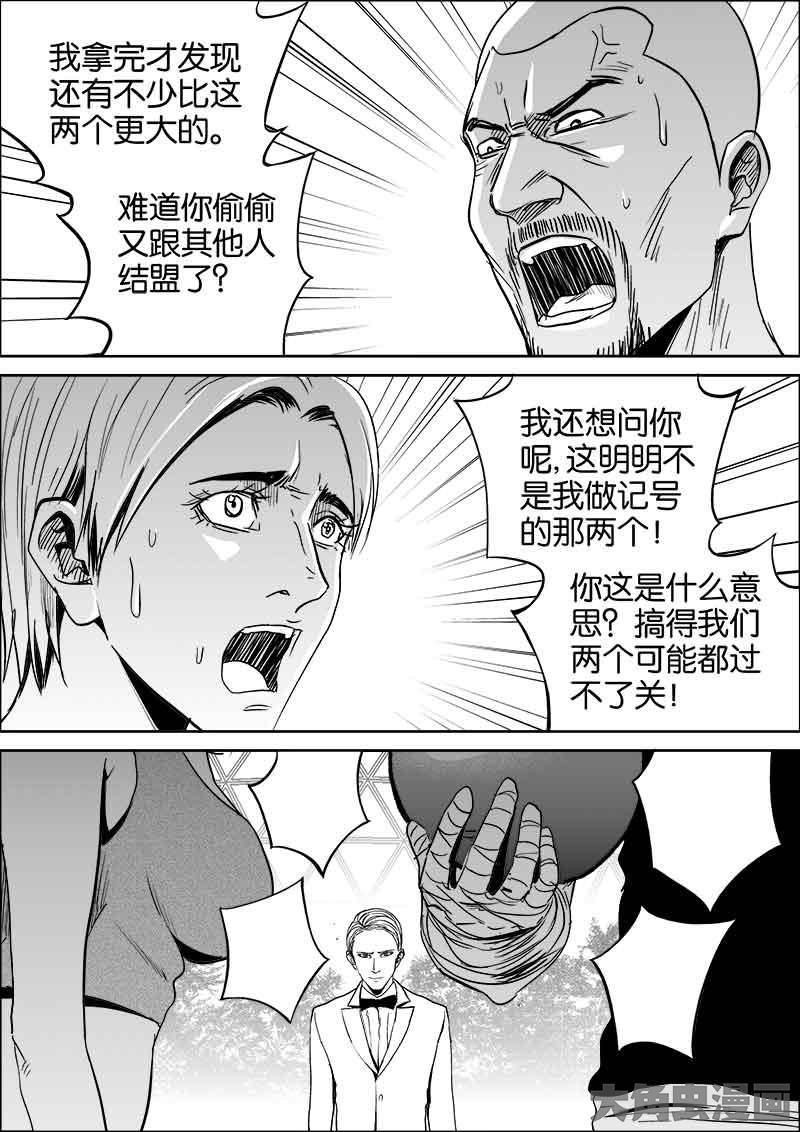 我拿完才发现
还有不少比这
两个更大的。
难道你偷偷
又跟其他人
结盟了？
我还想问你
呢,这明明不
是我做记号
的那两个！
你这是什么意
思？搞得我们
两个可能都过
不了关！
大角虫漫画